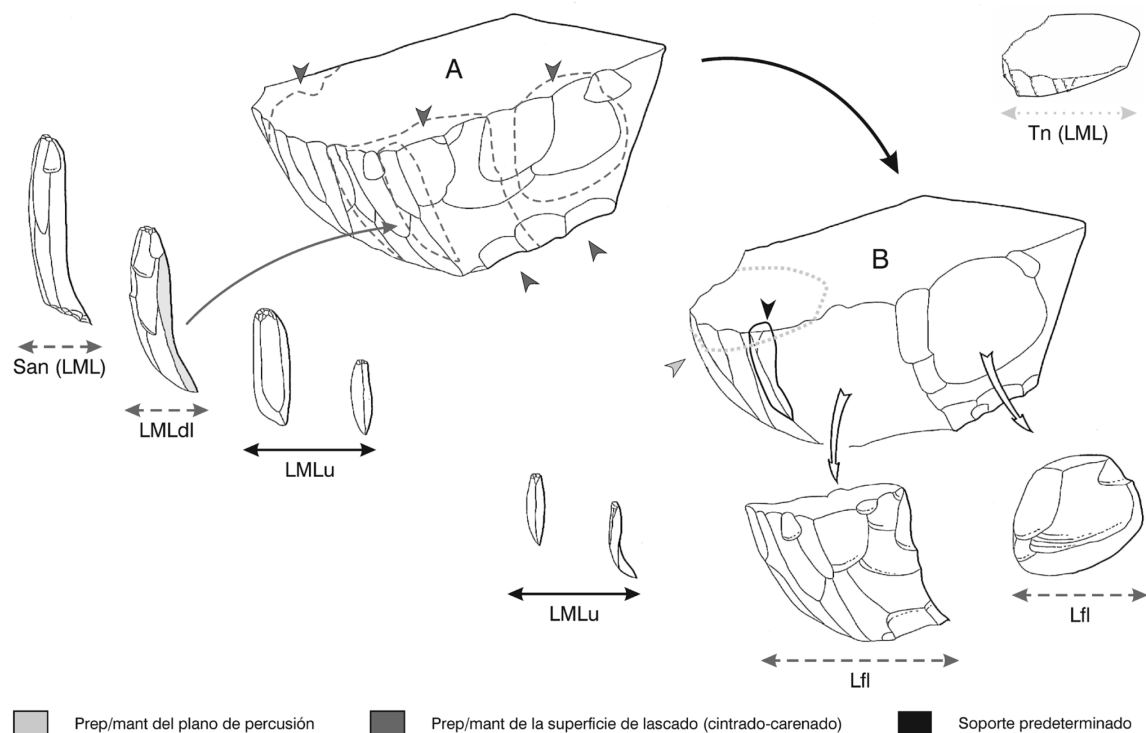 A
Tn (LML)
B
San (LML)
LMLdl
LMLu
LMLu
Lfl
Lfl
Prep/mant del plano de percusión
Prep/mant de la superficie de lascado (cintrado-carenado)
Soporte predeterminado